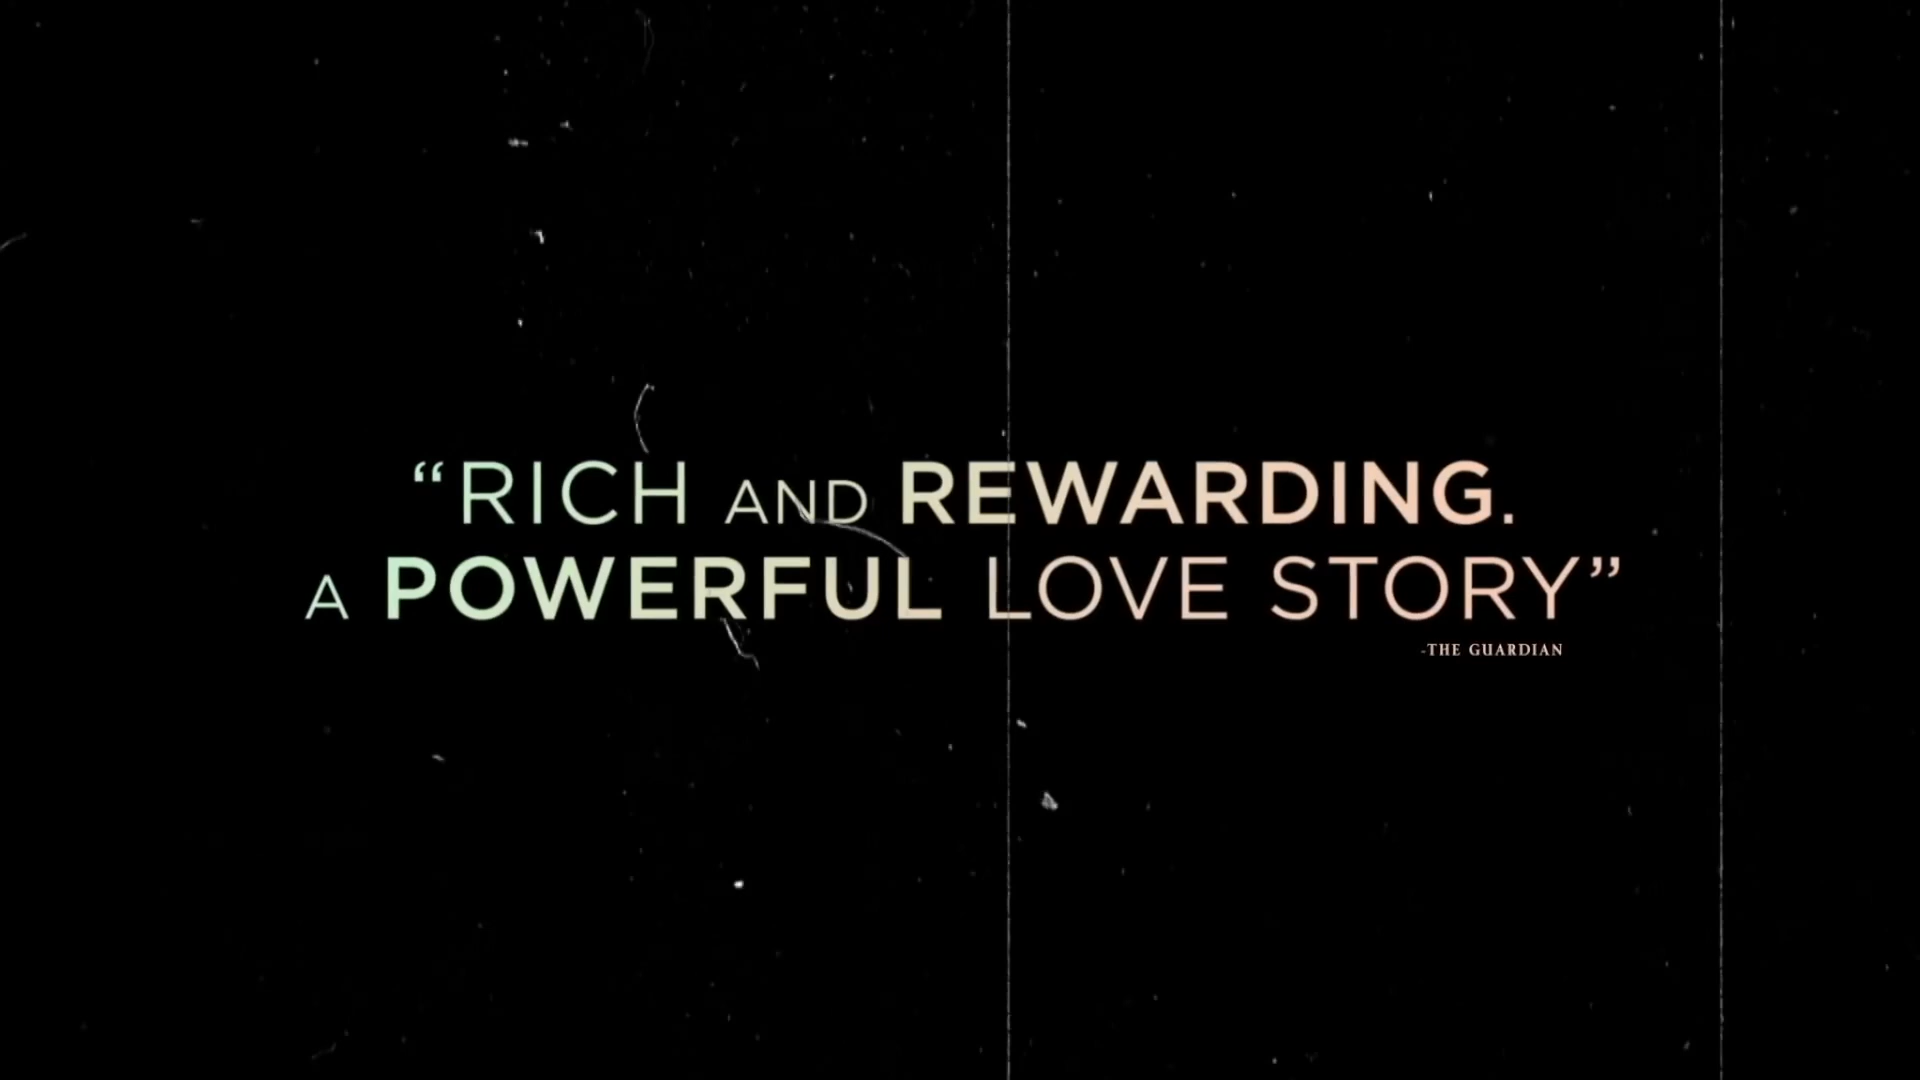 “RICH AND REWARDING.
A POWERFUL LOVE STORY”
-THE GUARDIAN